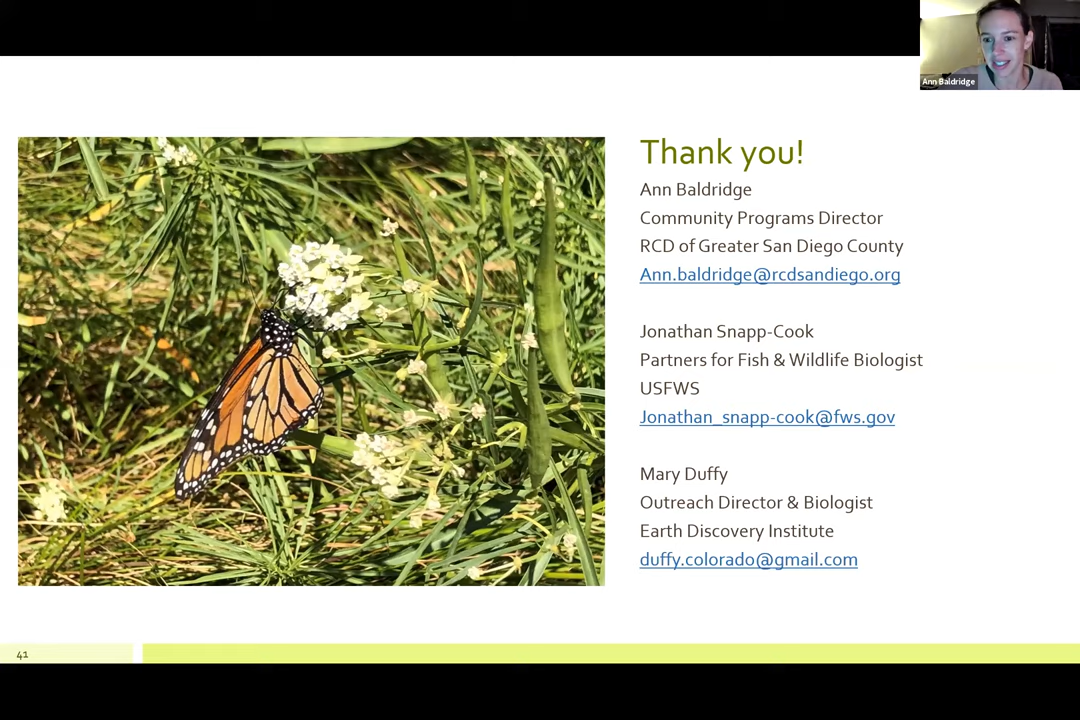 Ann Baldridge
Thank you!
Ann Baldridge
Community Programs Director
RCD of Greater San Diego County
Ann.baldridge@rcdsandiego.org
Jonathan Snapp-Cook
Partners for Fish & Wildlife Biologist
USFWS
Jonathan_snapp-cook@fws.gov
Mary Duffy
Outreach Director & Biologist
Earth Discovery Institute
duffy.colorado@gmail.com
41